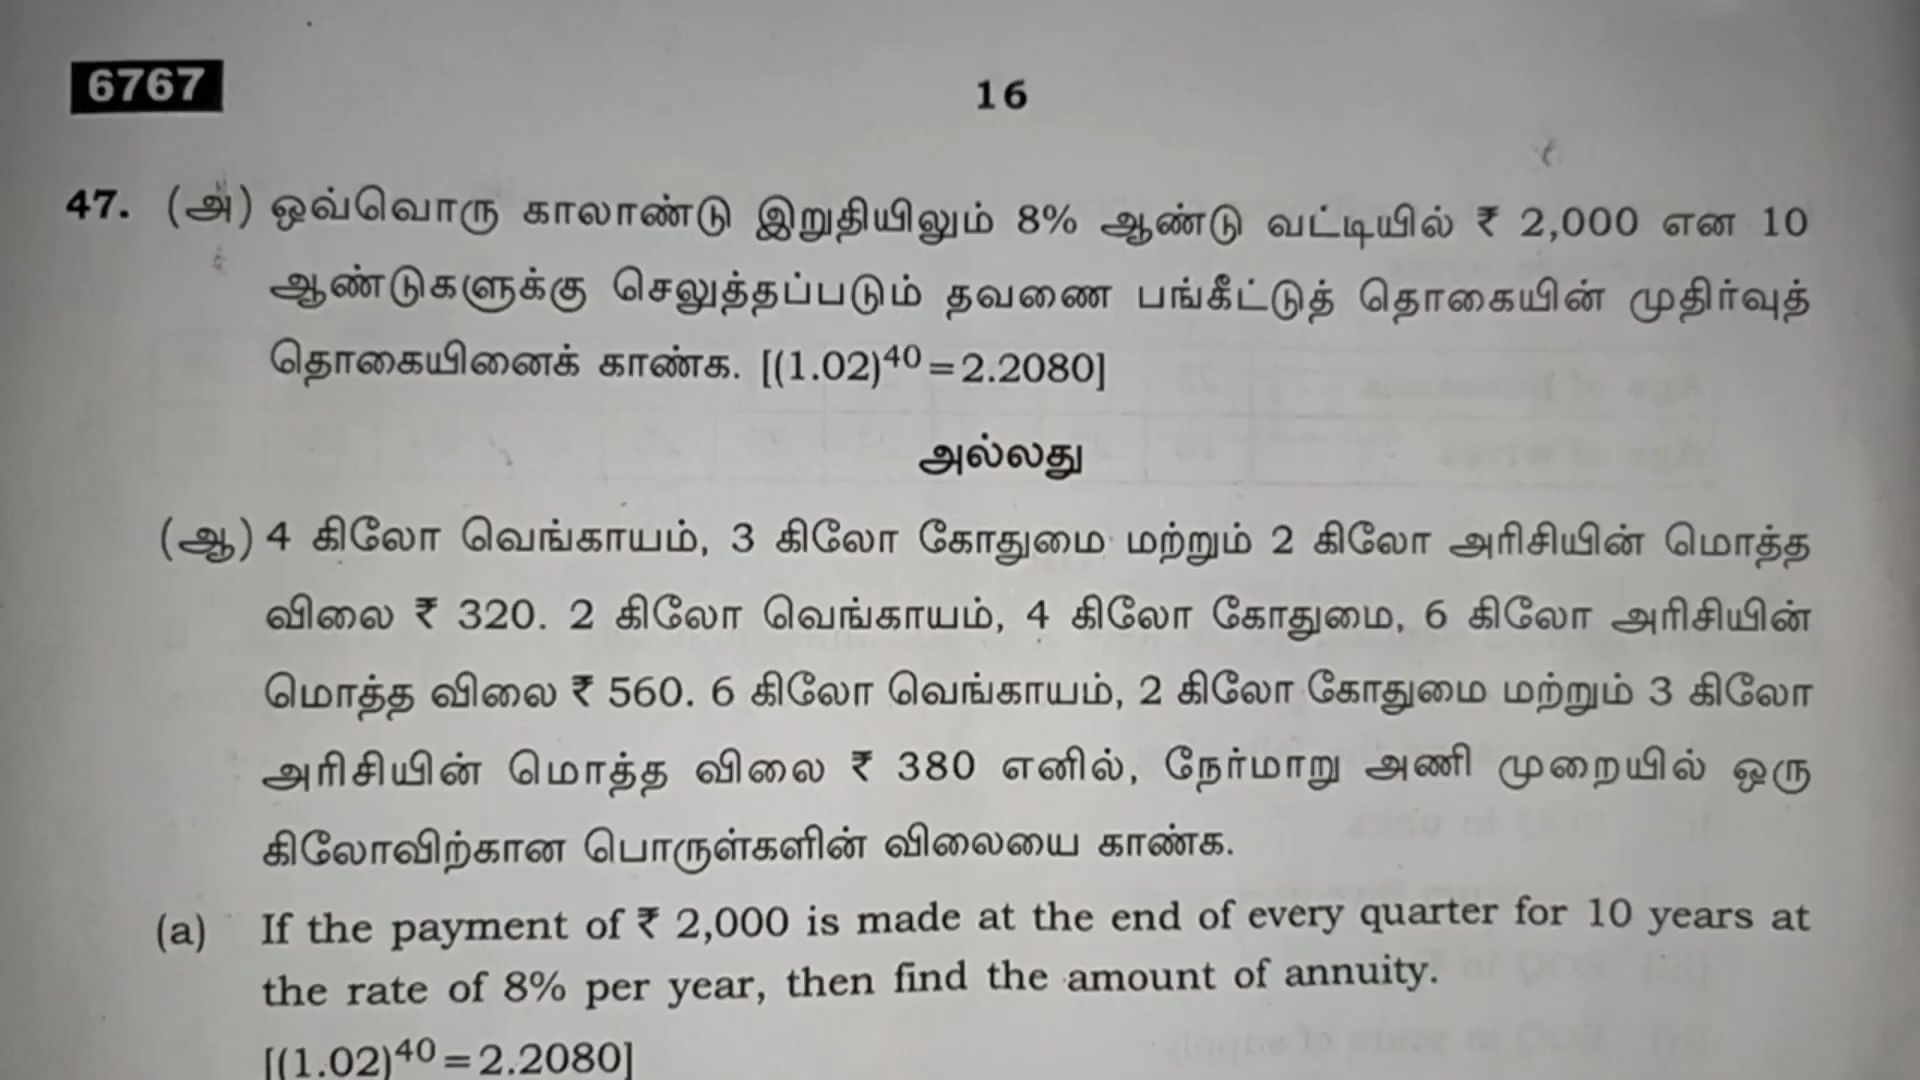 6767
16
47. (அ) ஒவ்வொரு காலாண்டு இறுதியிலும் 8% ஆண்டு வட்டியில் ₹ 2,000 என 10
ஆண்டுகளுக்கு செலுத்தப்படும் தவணை பங்கீட்டுத் தொகையின் முதிர்வுத்
தொகையினைக் காண்க. [(1.02)⁴⁰ = 2.2080]
அல்லது
(ஆ) 4 கிலோ வெங்காயம், 3 கிலோ கோதுமை மற்றும் 2 கிலோ அரிசியின் மொத்த
விலை ₹ 320. 2 கிலோ வெங்காயம், 4 கிலோ கோதுமை, 6 கிலோ அரிசியின்
மொத்த விலை ₹ 560. 6 கிலோ வெங்காயம், 2 கிலோ கோதுமை மற்றும் 3 கிலோ
அரிசியின் மொத்த விலை ₹ 380 எனில், நேர்மாறு அணி முறையில் ஒரு
கிலோவிற்கான பொருள்களின் விலையை காண்க.
(a) If the payment of ₹ 2,000 is made at the end of every quarter for 10 years at
the rate of 8% per year, then find the amount of annuity.
[(1.02)⁴⁰ = 2.2080]